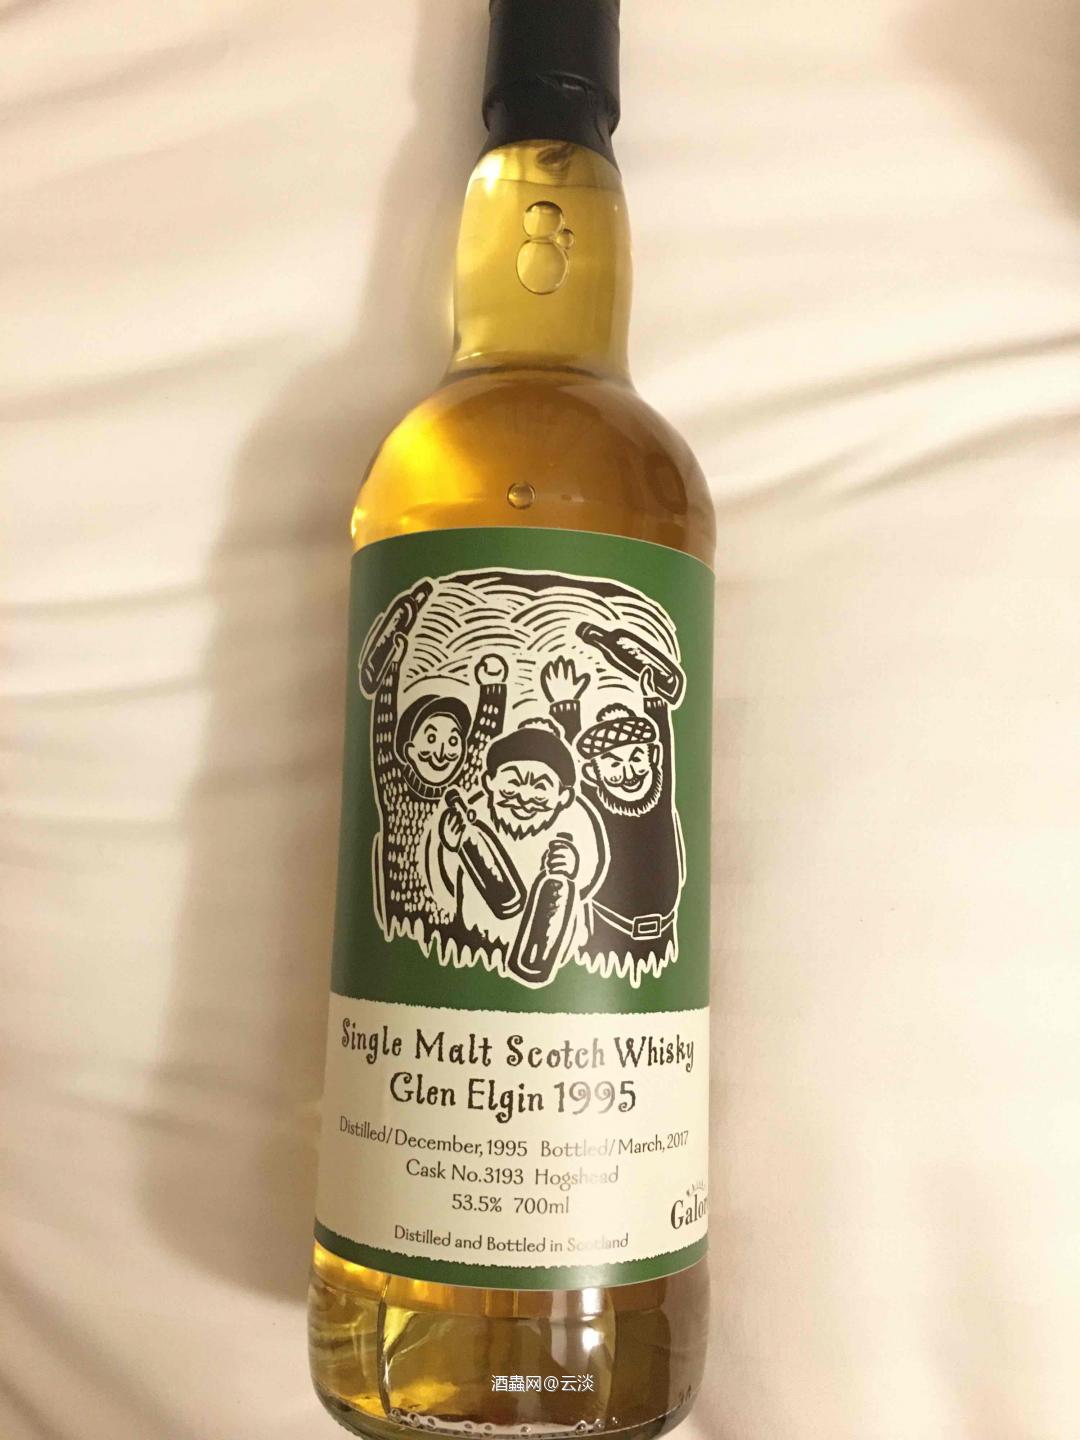 Single Malt Scotch Whisky
Glen Elgin 1995
Distilled/December,1995 Bottled/March,2017
Cask No.3193 Hogshead
53.5% 700ml
Distilled and Bottled in Scotland
酒蟲网@云淡